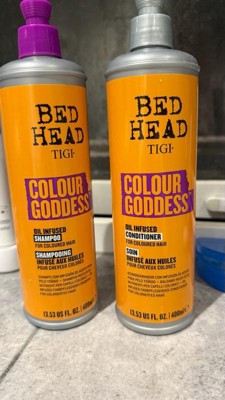 BED
HEAD
TIGI
COLOUR
GODDESS
OIL INFUSED
SHAMPOO
FOR COLOURED HAIR
SHAMPOOING
INFUSÉ AUX HUILES
POUR CHEVEUX COLORÉS
13.53 US FL. OZ. | 400ml
BED
HEAD
TIGI
COLOUR
GODDESS
OIL INFUSED
CONDITIONER
FOR COLOURED HAIR
SOIN
INFUSÉ AUX HUILES
POUR CHEVEUX COLORÉS
13.53 US FL. OZ. | 400ml